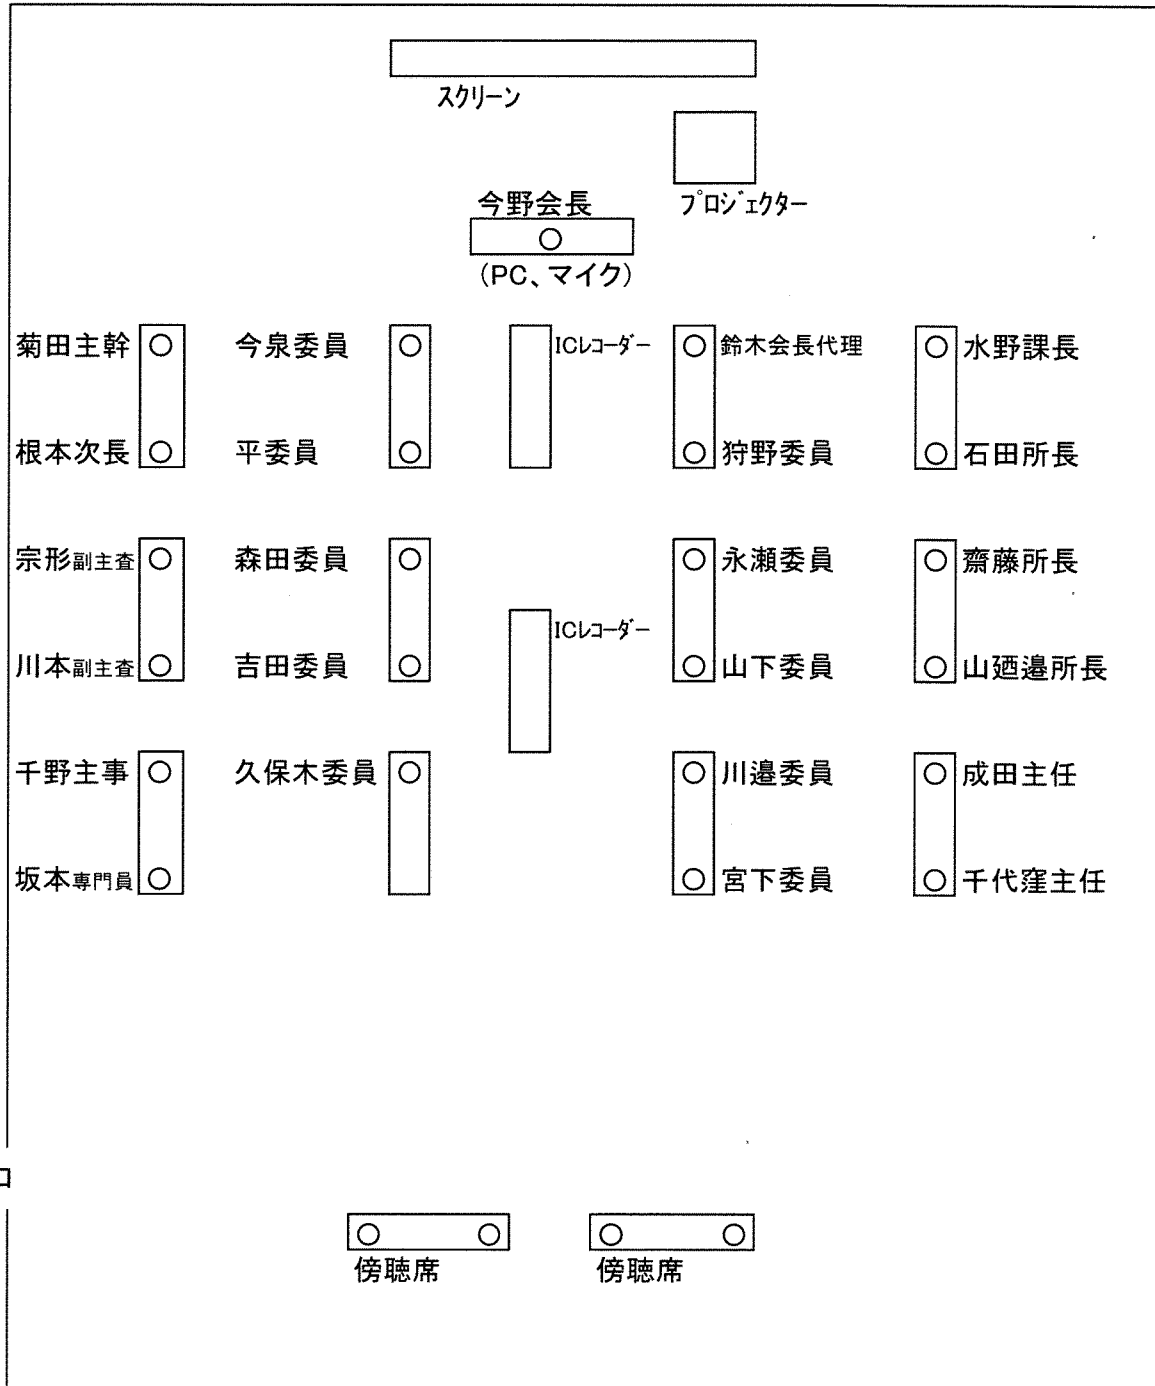 スクリーン
プロジェクター
今野会長
(PC、マイク)
菊田主幹 今泉委員 ICレコーダー 鈴木会長代理 水野課長
根本次長 平委員 狩野委員 石田所長
宗形副主査 森田委員 永瀬委員 齋藤所長
ICレコーダー
川本副主査 吉田委員 山下委員 山廼邉所長
千野主事 久保木委員 川邉委員 成田主任
坂本専門員 宮下委員 千代窪主任
口
傍聴席 傍聴席